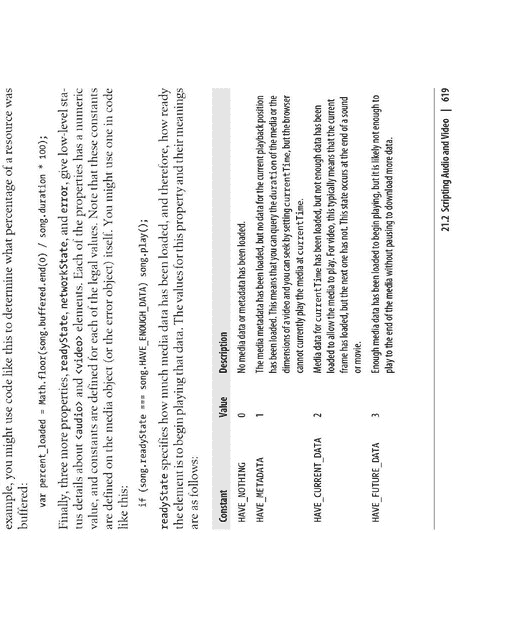 example, you might use code like this to determine what percentage of a resource was
buffered:
var percent_loaded = Math.floor(song.buffered.end(0) / song.duration * 100);
Finally, three more properties, readyState, networkState, and error, give low-level sta-
tus details about <audio> and <video> elements. Each of the properties has a numeric
value, and constants are defined for each of the legal values. Note that these constants
are defined on the media object (or the error object) itself. You might use one in code
like this:
if (song.readyState === song.HAVE_ENOUGH_DATA) song.play();
readyState specifies how much media data has been loaded, and therefore, how ready
the element is to begin playing that data. The values for this property and their meanings
are as follows:
Constant Value Description
HAVE_NOTHING 0 No media data or metadata has been loaded.
HAVE_METADATA 1 The media metadata has been loaded, but no data for the current playback position
has been loaded. This means that you can query the duration of the media or the
dimensions of a video and you can seek by setting currentTime, but the browser
cannot currently play the media at currentTime.
HAVE_CURRENT_DATA 2 Media data for currentTime has been loaded, but not enough data has been
loaded to allow the media to play. For video, this typically means that the current
frame has loaded, but the next one has not. This state occurs at the end of a sound
or movie.
HAVE_FUTURE_DATA 3 Enough media data has been loaded to begin playing, but it is likely not enough to
play to the end of the media without pausing to download more data.
21.2 Scripting Audio and Video | 619